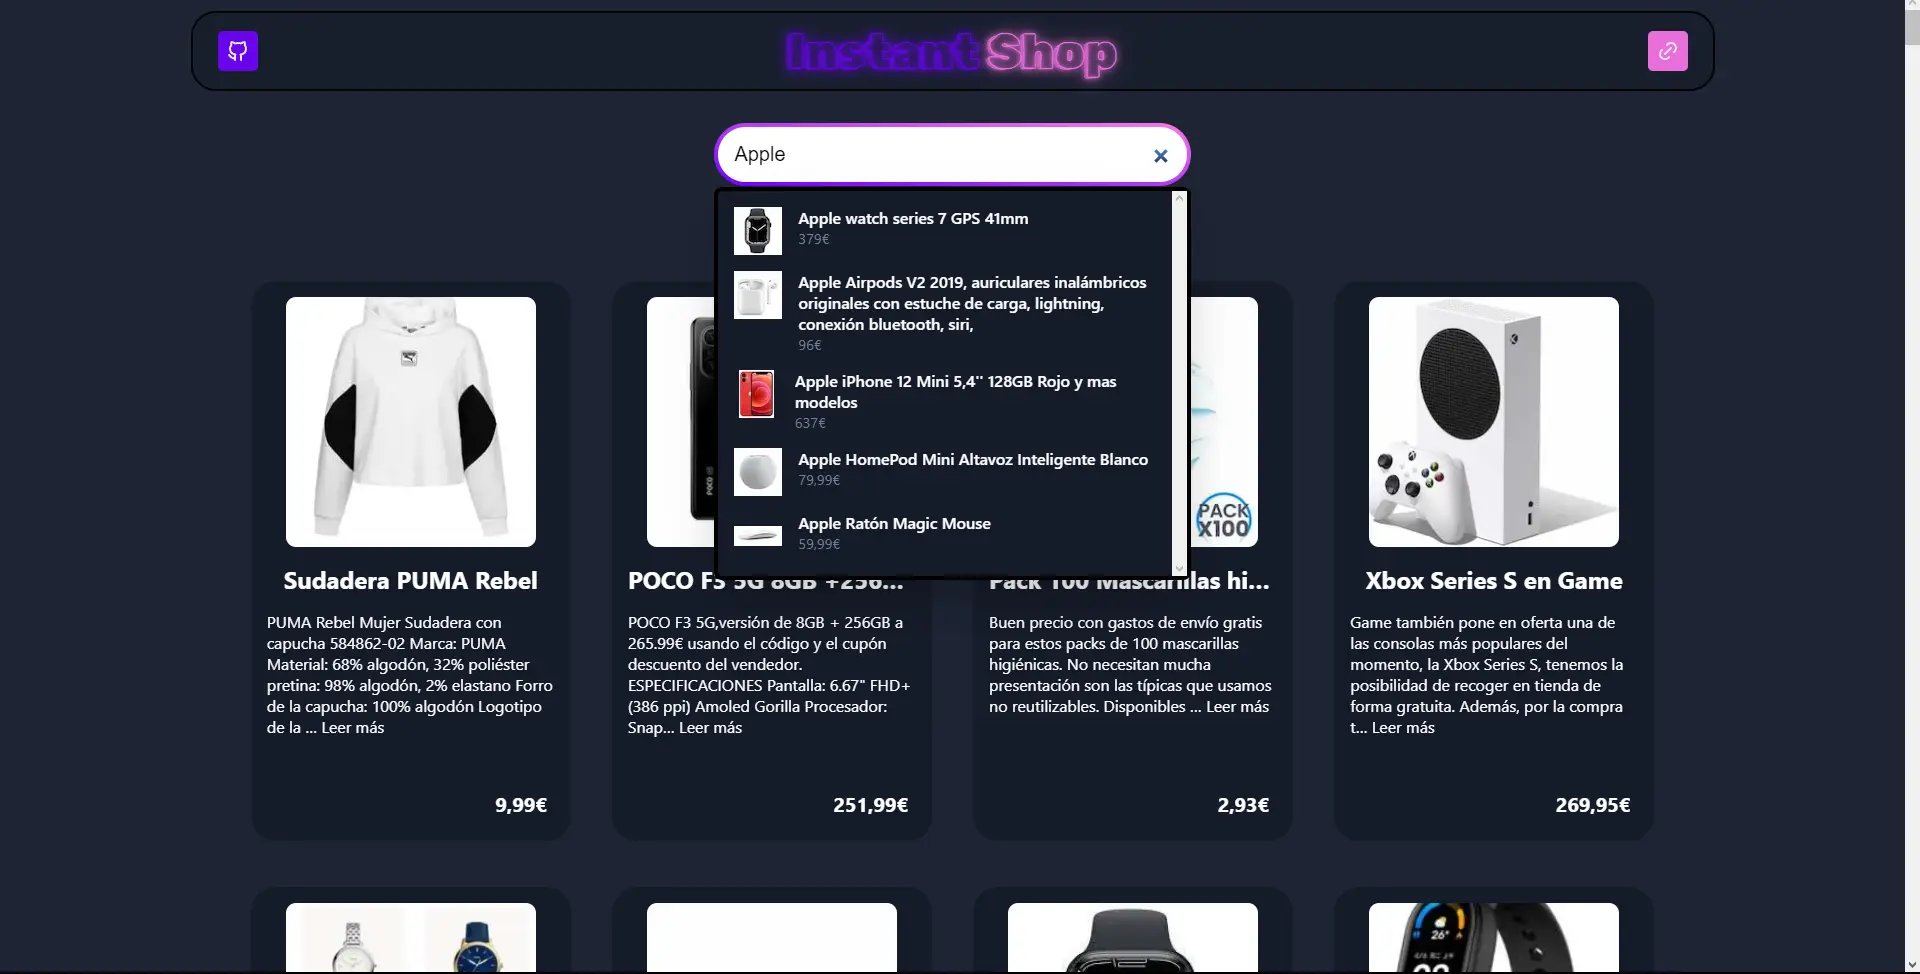 Instant Shop
Apple
Apple watch series 7 GPS 41mm
379€
Apple Airpods V2 2019, auriculares inalámbricos
originales con estuche de carga, lightning,
conexión bluetooth, siri,
96€
Apple iPhone 12 Mini 5,4'' 128GB Rojo y mas
modelos
637€
Apple HomePod Mini Altavoz Inteligente Blanco
79,99€
Apple Ratón Magic Mouse
59,99€
Sudadera PUMA Rebel
PUMA Rebel Mujer Sudadera con
capucha 584862-02 Marca: PUMA
Material: 68% algodón, 32% poliéster
pretina: 98% algodón, 2% elastano Forro
de la capucha: 100% algodón Logotipo
de la ... Leer más
9,99€
POCO
POCO F3 5G 8GB +256...
POCO F3 5G,versión de 8GB + 256GB a
265.99€ usando el código y el cupón
descuento del vendedor.
ESPECIFICACIONES Pantalla: 6.67" FHD+
(386 ppi) Amoled Gorilla Procesador:
Snap... Leer más
251,99€
PACK
X100
Pack 100 Mascarillas hi...
Buen precio con gastos de envío gratis
para estos packs de 100 mascarillas
higiénicas. No necesitan mucha
presentación son las típicas que usamos
no reutilizables. Disponibles ... Leer más
2,93€
Xbox Series S en Game
Game también pone en oferta una de
las consolas más populares del
momento, la Xbox Series S, tenemos la
posibilidad de recoger en tienda de
forma gratuita. Además, por la compra
t... Leer más
269,95€
26°